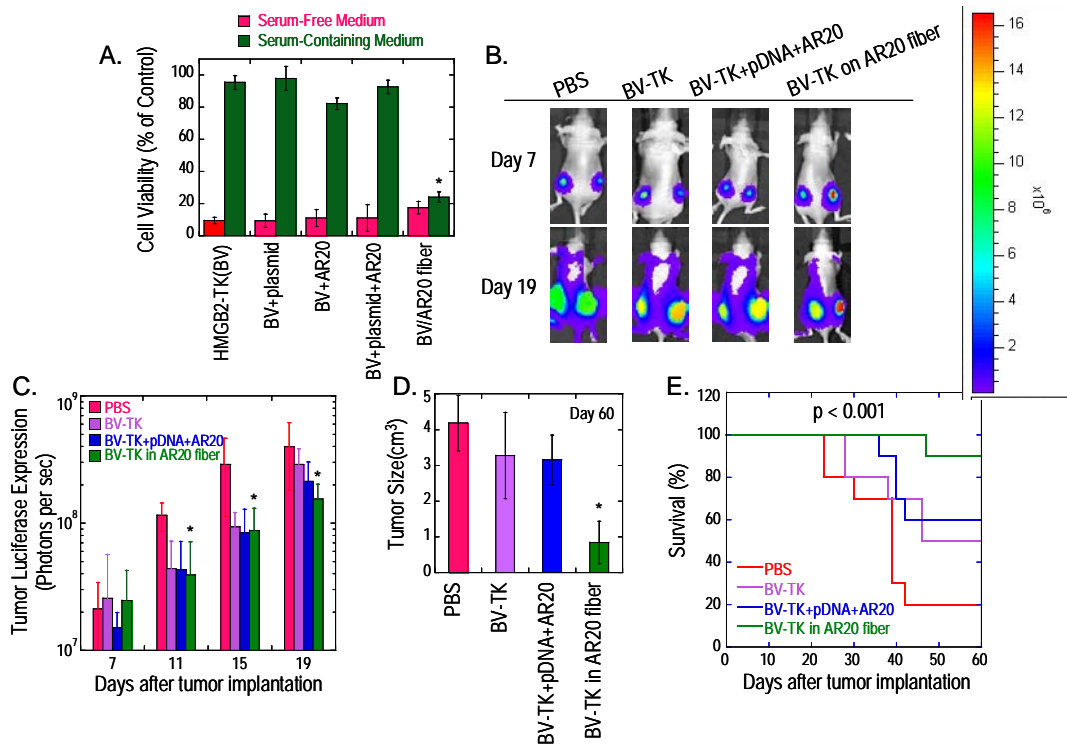 Serum-Free Medium
Serum-Containing Medium
A.
Cell Viability (% of Control)
100
80
60
40
20
0
*
HMGB2-TK(BV)
BV+plasmid
BV+AR20
BV+plasmid+AR20
BV/AR20 fiber
B.
PBS
BV-TK
BV-TK+pDNA+AR20
BV-TK on AR20 fiber
Day 7
Day 19
16
14
12
10
8
6
4
2
x10^6
C.
Tumor Luciferase Expression
(Photons per sec)
10^9
10^8
10^7
PBS
BV-TK
BV-TK+pDNA+AR20
BV-TK in AR20 fiber
*
*
*
7 11 15 19
Days after tumor implantation
D.
Day 60
Tumor Size(cm³)
5
4
3
2
1
0
*
PBS
BV-TK
BV-TK+pDNA+AR20
BV-TK in AR20 fiber
E.
p < 0.001
Survival (%)
120
100
80
60
40
20
0
PBS
BV-TK
BV-TK+pDNA+AR20
BV-TK in AR20 fiber
0 10 20 30 40 50 60
Days after tumor implantation